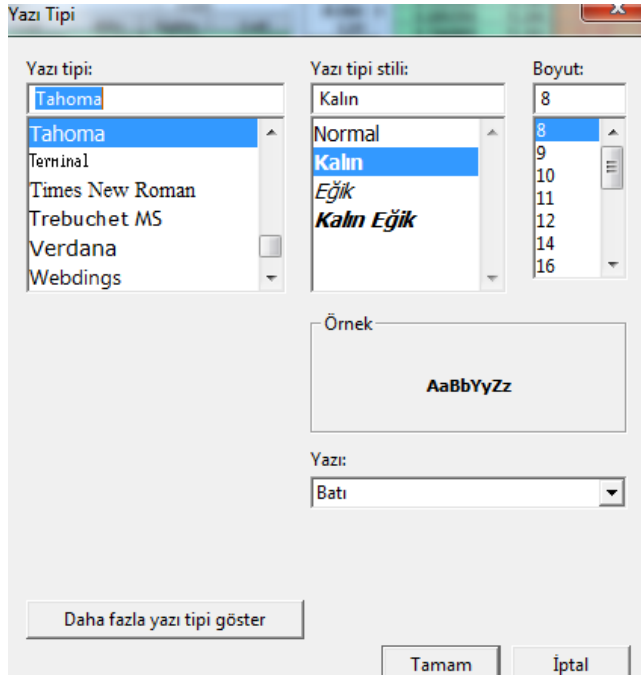 Yazı Tipi
Yazı tipi:
Tahoma
Tahoma
Terminal
Times New Roman
Trebuchet MS
Verdana
Webdings
Yazı tipi stili:
Kalın
Normal
Kalın
Eğik
Kalın Eğik
Boyut:
8
8
9
10
11
12
14
16
Örnek
AaBbYyZz
Yazı:
Batı
Daha fazla yazı tipi göster
Tamam
İptal